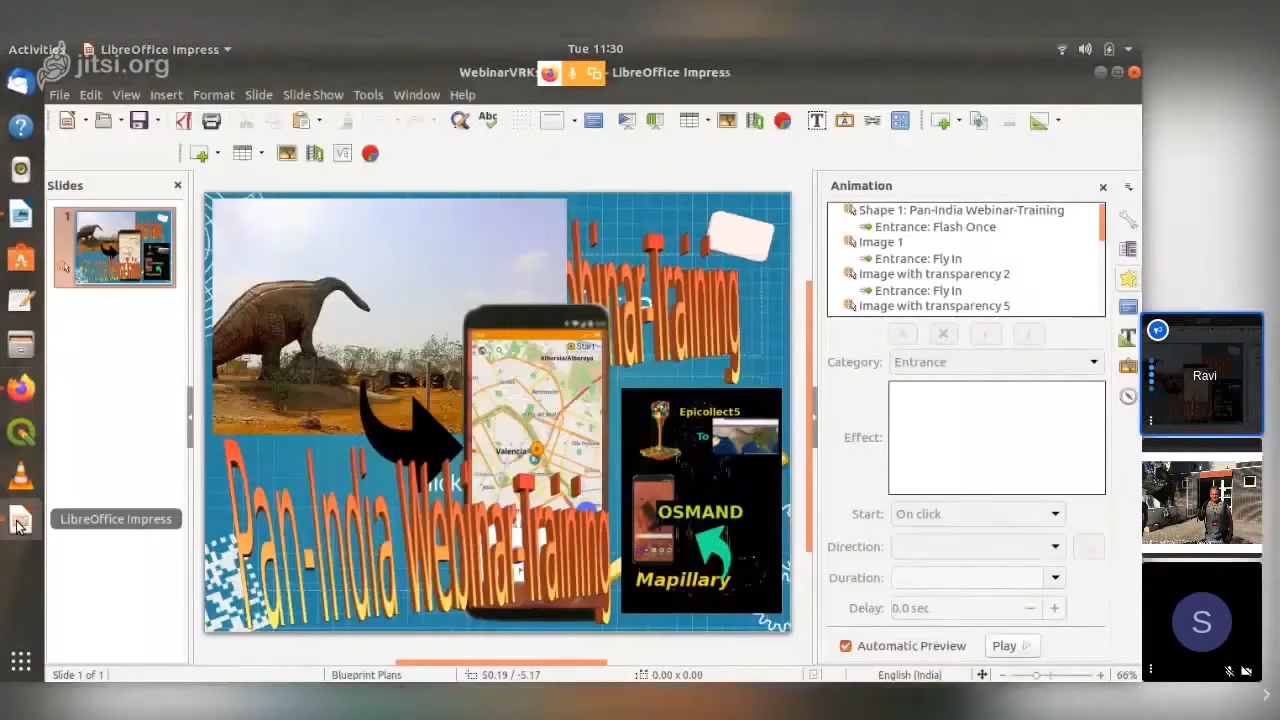 Activities
LibreOffice Impress
Tue 11:30
jitsi.org
WebinarVRK
- LibreOffice Impress
File Edit View Insert Format Slide Slide Show Tools Window Help
Slides
1
Animation
Shape 1: Pan-India Webinar-Training
Entrance: Flash Once
Image 1
Entrance: Fly In
Image with transparency 2
Entrance: Fly In
Image with transparency 5
Category: Entrance
Effect:
Start: On click
Direction:
Duration:
Delay: 0.0 sec
Automatic Preview
Play
Start
Alboraia/Alboraya
Valencia
Epicollect5
To
OSMAND
Mapillary
Pan-India Webinar-Training
-Training
LibreOffice Impress
Ravi
S
Slide 1 of 1
Blueprint Plans
50.19 / -5.17
0.00 x 0.00
English (India)
66%